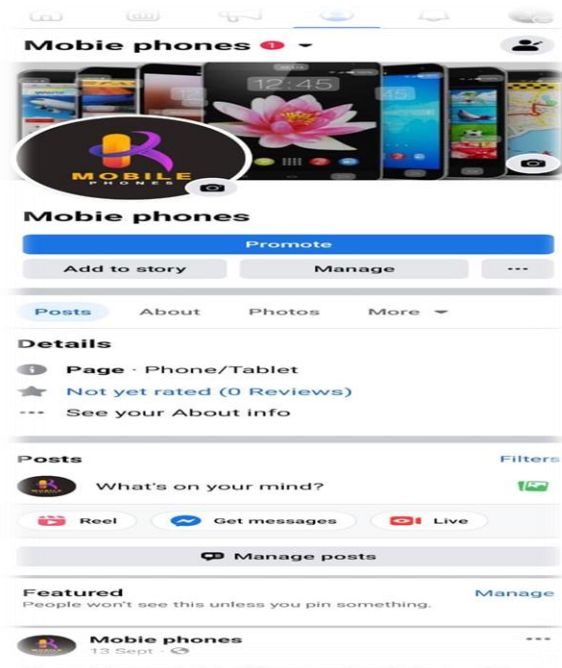 Mobie phones
12:45
45
MOBILE
PHONES
Mobie phones
Promote
Add to story
Manage
Posts
About
Photos
More
Details
Page · Phone/Tablet
Not yet rated (0 Reviews)
See your About info
Posts
Filters
What's on your mind?
Reel
Get messages
Live
Manage posts
Featured
Manage
People won't see this unless you pin something.
Mobie phones
13 Sept ·